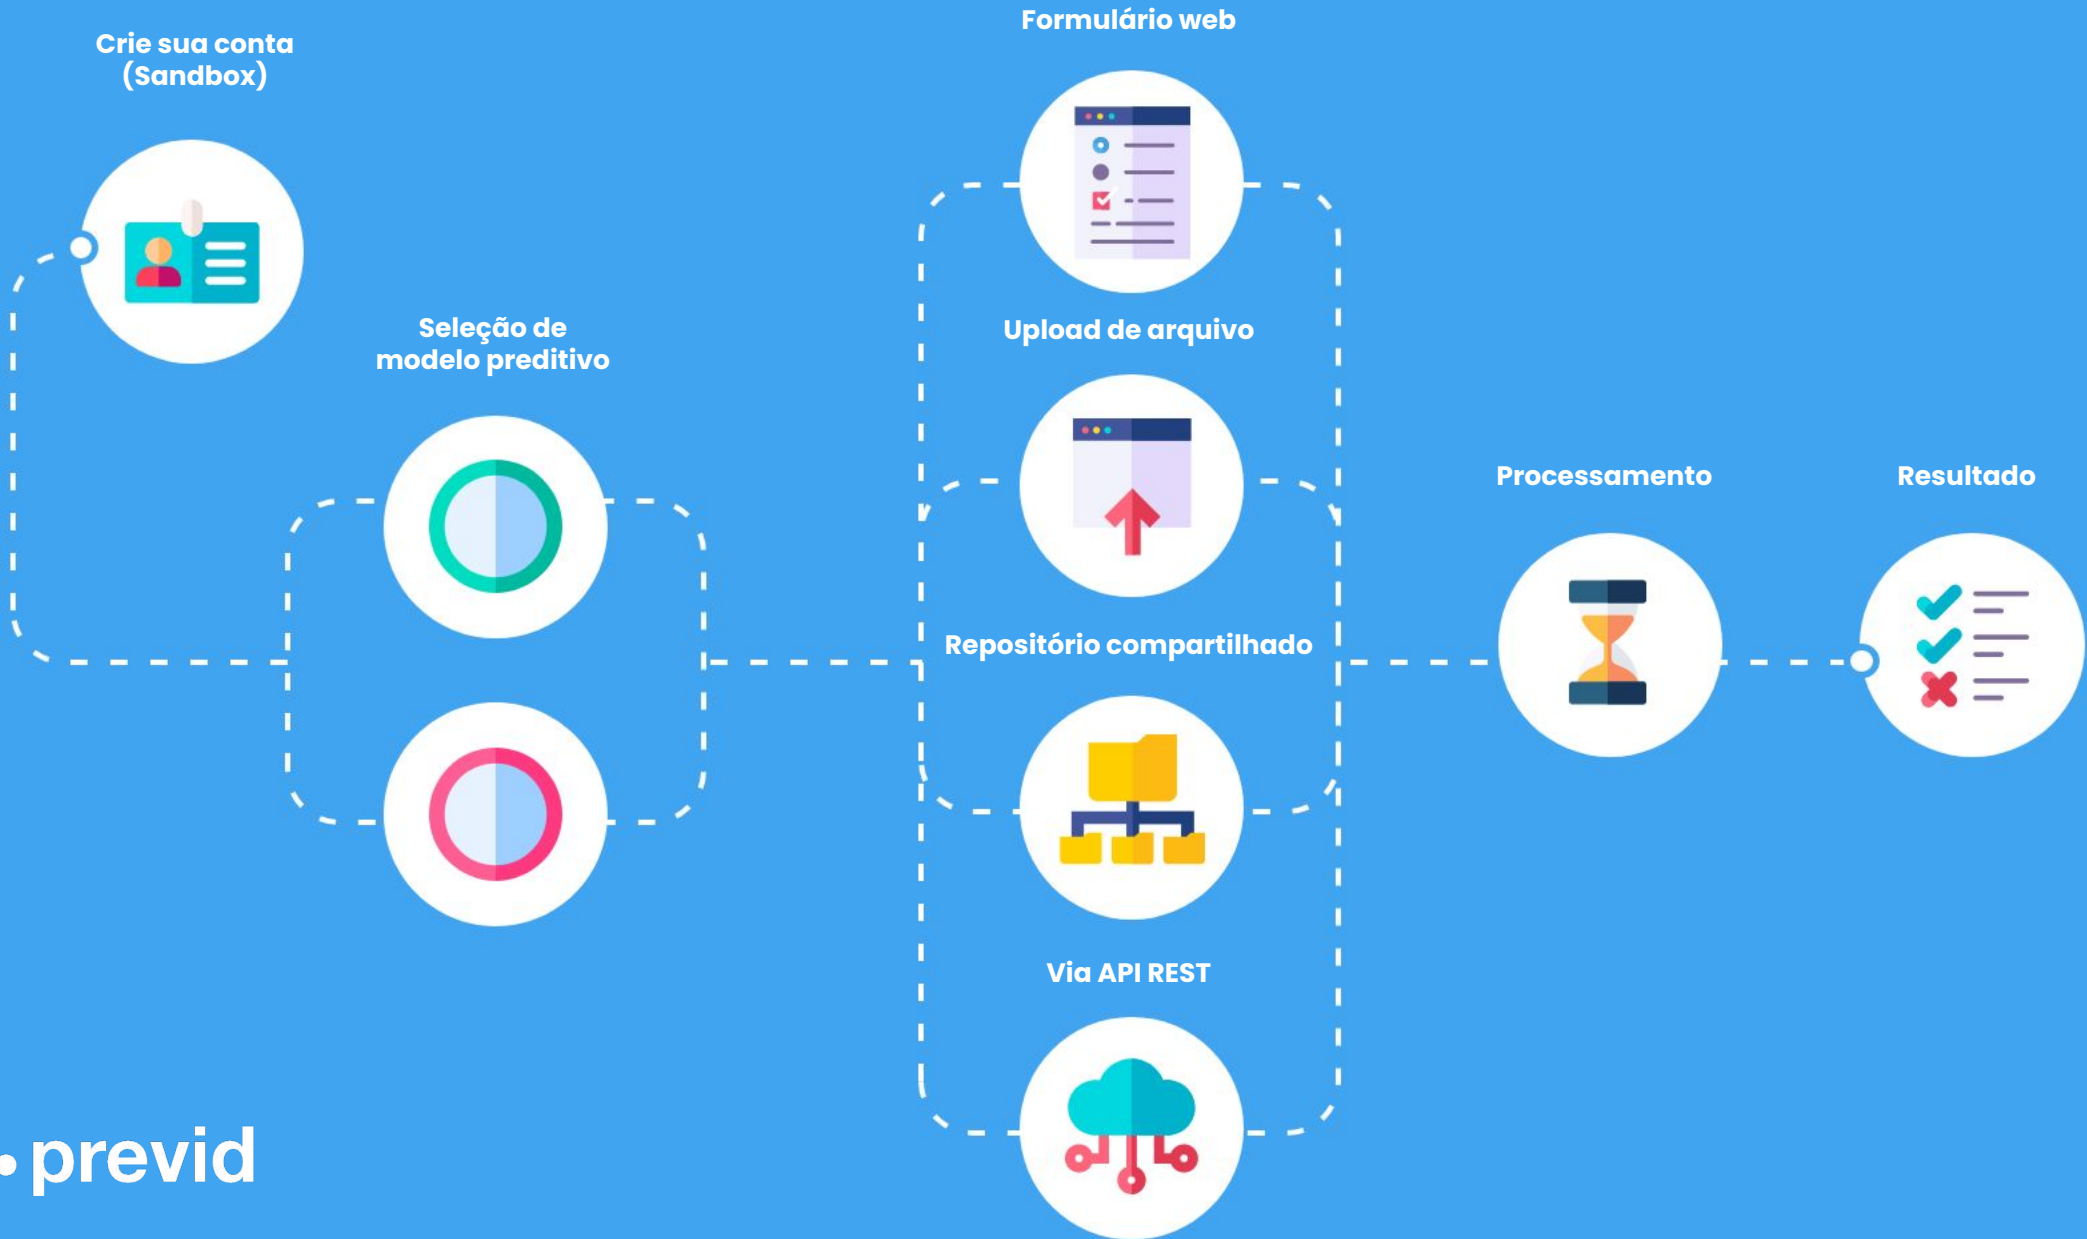 Crie sua conta
(Sandbox)
Seleção de
modelo preditivo
Formulário web
Upload de arquivo
Repositório compartilhado
Via API REST
Processamento
Resultado
previd